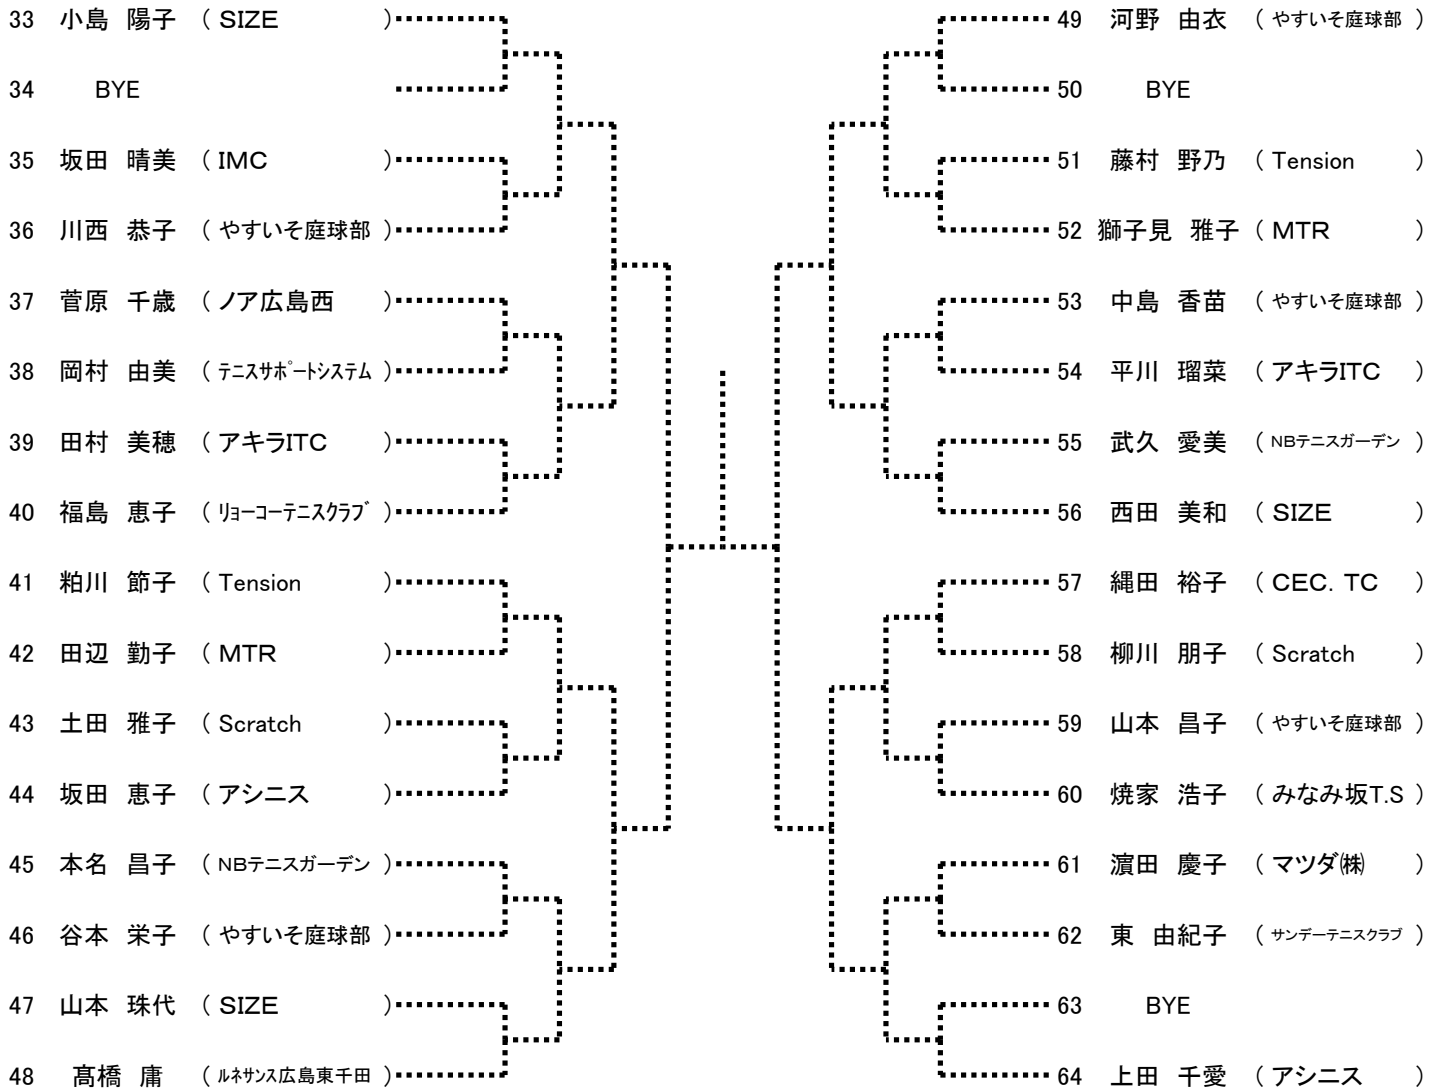 33 小島 陽子 ( SIZE )
34 BYE
35 坂田 晴美 ( IMC )
36 川西 恭子 ( やすいそ庭球部 )
37 菅原 千歳 ( ノア広島西 )
38 岡村 由美 ( ﾃﾆｽｻﾎﾟｰﾄｼｽﾃﾑ )
39 田村 美穂 ( アキラITC )
40 福島 恵子 ( ﾘｮｰｺｰﾃﾆｽｸﾗﾌﾞ )
41 粕川 節子 ( Tension )
42 田辺 勤子 ( MTR )
43 土田 雅子 ( Scratch )
44 坂田 恵子 ( アシニス )
45 本名 昌子 ( NBテニスガーデン )
46 谷本 栄子 ( やすいそ庭球部 )
47 山本 珠代 ( SIZE )
48 髙橋 庸 ( ﾙﾈｻﾝｽ広島東千田 )
49 河野 由衣 ( やすいそ庭球部 )
50 BYE
51 藤村 野乃 ( Tension )
52 獅子見 雅子 ( MTR )
53 中島 香苗 ( やすいそ庭球部 )
54 平川 瑠菜 ( アキラITC )
55 武久 愛美 ( NBテニスガーデン )
56 西田 美和 ( SIZE )
57 縄田 裕子 ( CEC. TC )
58 柳川 朋子 ( Scratch )
59 山本 昌子 ( やすいそ庭球部 )
60 焼家 浩子 ( みなみ坂T.S )
61 濵田 慶子 ( マツダ㈱ )
62 東 由紀子 ( サンデーテニスクラブ )
63 BYE
64 上田 千愛 ( アシニス )